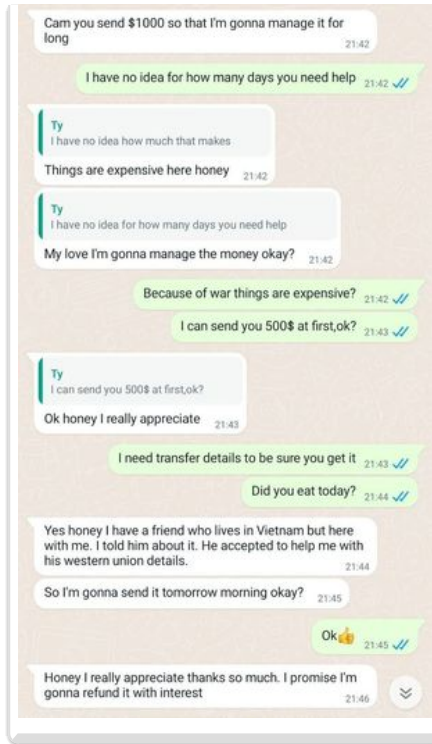 Cam you send $1000 so that I'm gonna manage it for
long
21:42
I have no idea for how many days you need help 21:42
Ty
I have no idea how much that makes
Things are expensive here honey 21:42
Ty
I have no idea for how many days you need help
My love I'm gonna manage the money okay? 21:42
Because of war things are expensive? 21:42
I can send you 500$ at first,ok? 21:43
Ty
I can send you 500$ at first,ok?
Ok honey I really appreciate 21:43
I need transfer details to be sure you get it 21:43
Did you eat today? 21:44
Yes honey I have a friend who lives in Vietnam but here
with me. I told him about it. He accepted to help me with
his western union details.
21:44
So I'm gonna send it tomorrow morning okay? 21:45
Ok👍 21:45
Honey I really appreciate thanks so much. I promise I'm
gonna refund it with interest
21:46